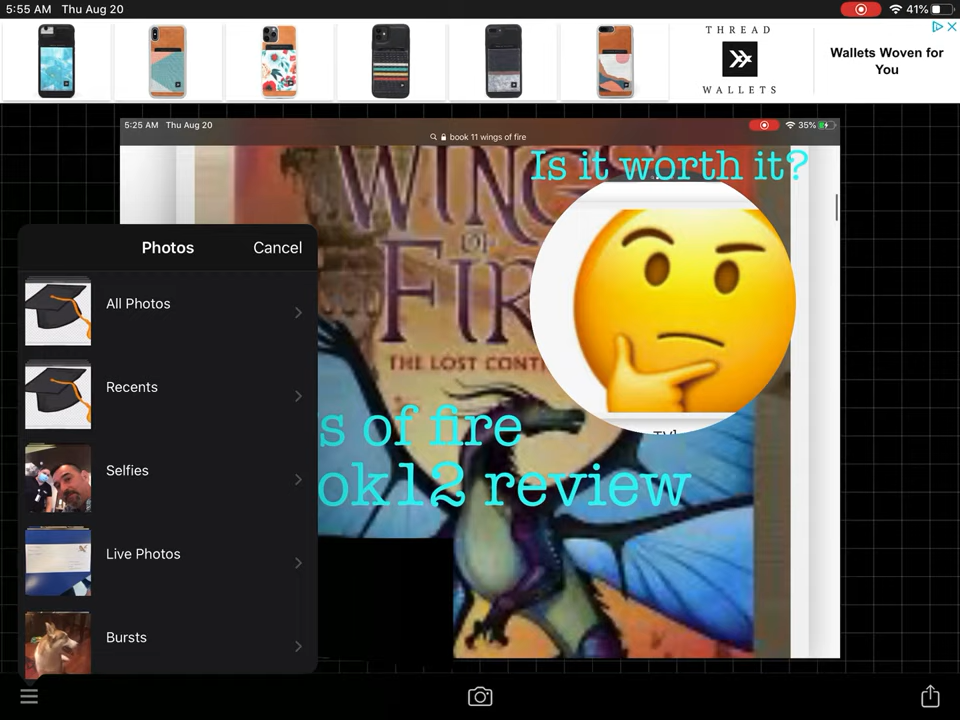 5:55 AM Thu Aug 20
41%
THREAD
WALLETS
Wallets Woven for
You
5:25 AM Thu Aug 20
35%
book 11 wings of fire
Is it worth it?
WINGS
OF
FIR
THE LOST CONTI
s of fire
ok12 review
Photos
Cancel
All Photos
Recents
Selfies
Live Photos
Bursts